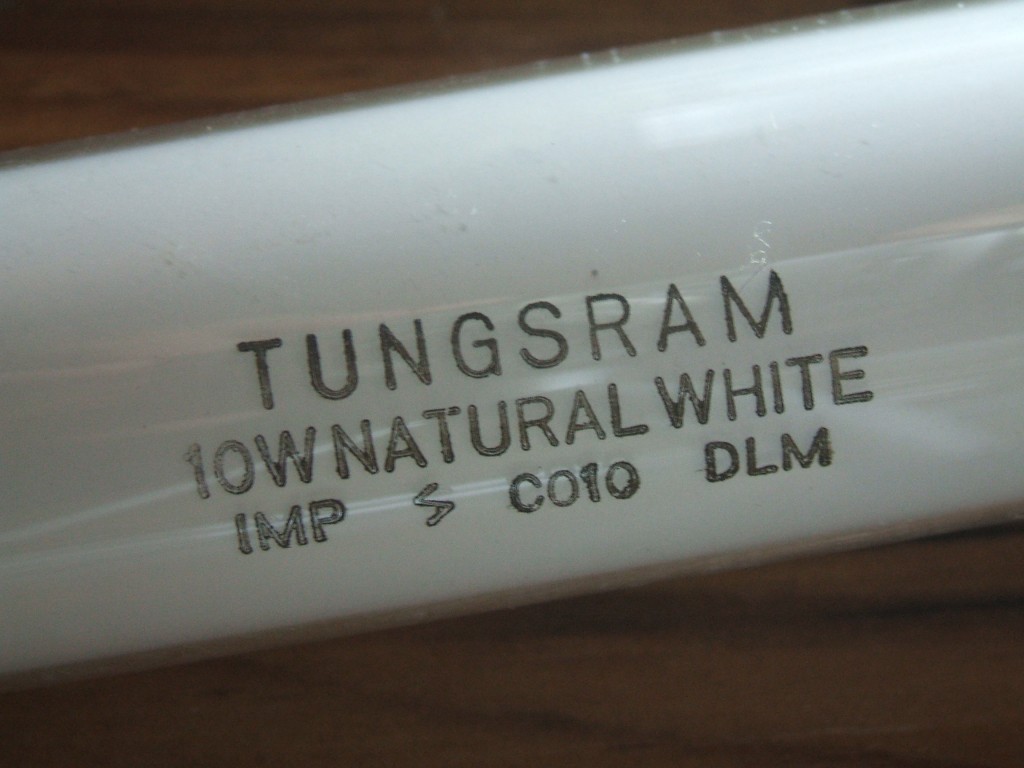 TUNGSRAM
10W NATURAL WHITE
IMP C010 DLM